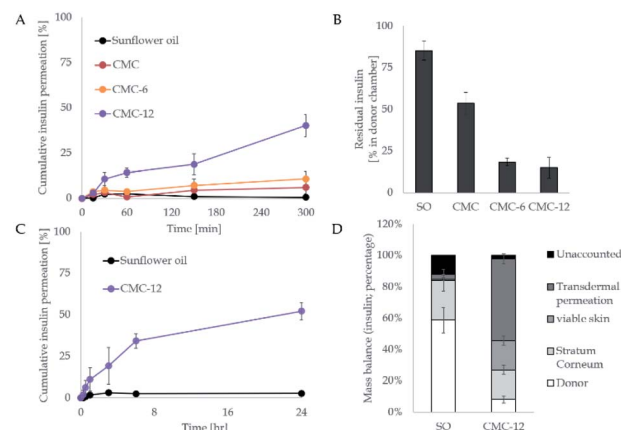 A
Cumulative insulin permeation [%]
100
75
50
25
0
Sunflower oil
CMC
CMC-6
CMC-12
0 60 120 180 240 300
Time [min]
B
Residual insulin
[% in donor chamber]
100
75
50
25
0
SO CMC CMC-6 CMC-12
C
Cumulative insulin permeation [%]
100
75
50
25
0
Sunflower oil
CMC-12
0 6 12 18 24
Time [hr]
D
Mass balance (insulin; percentage)
120%
100%
80%
60%
40%
20%
0%
SO CMC-12
Unaccounted
Transdermal
permeation
viable skin
Stratum
Corneum
Donor